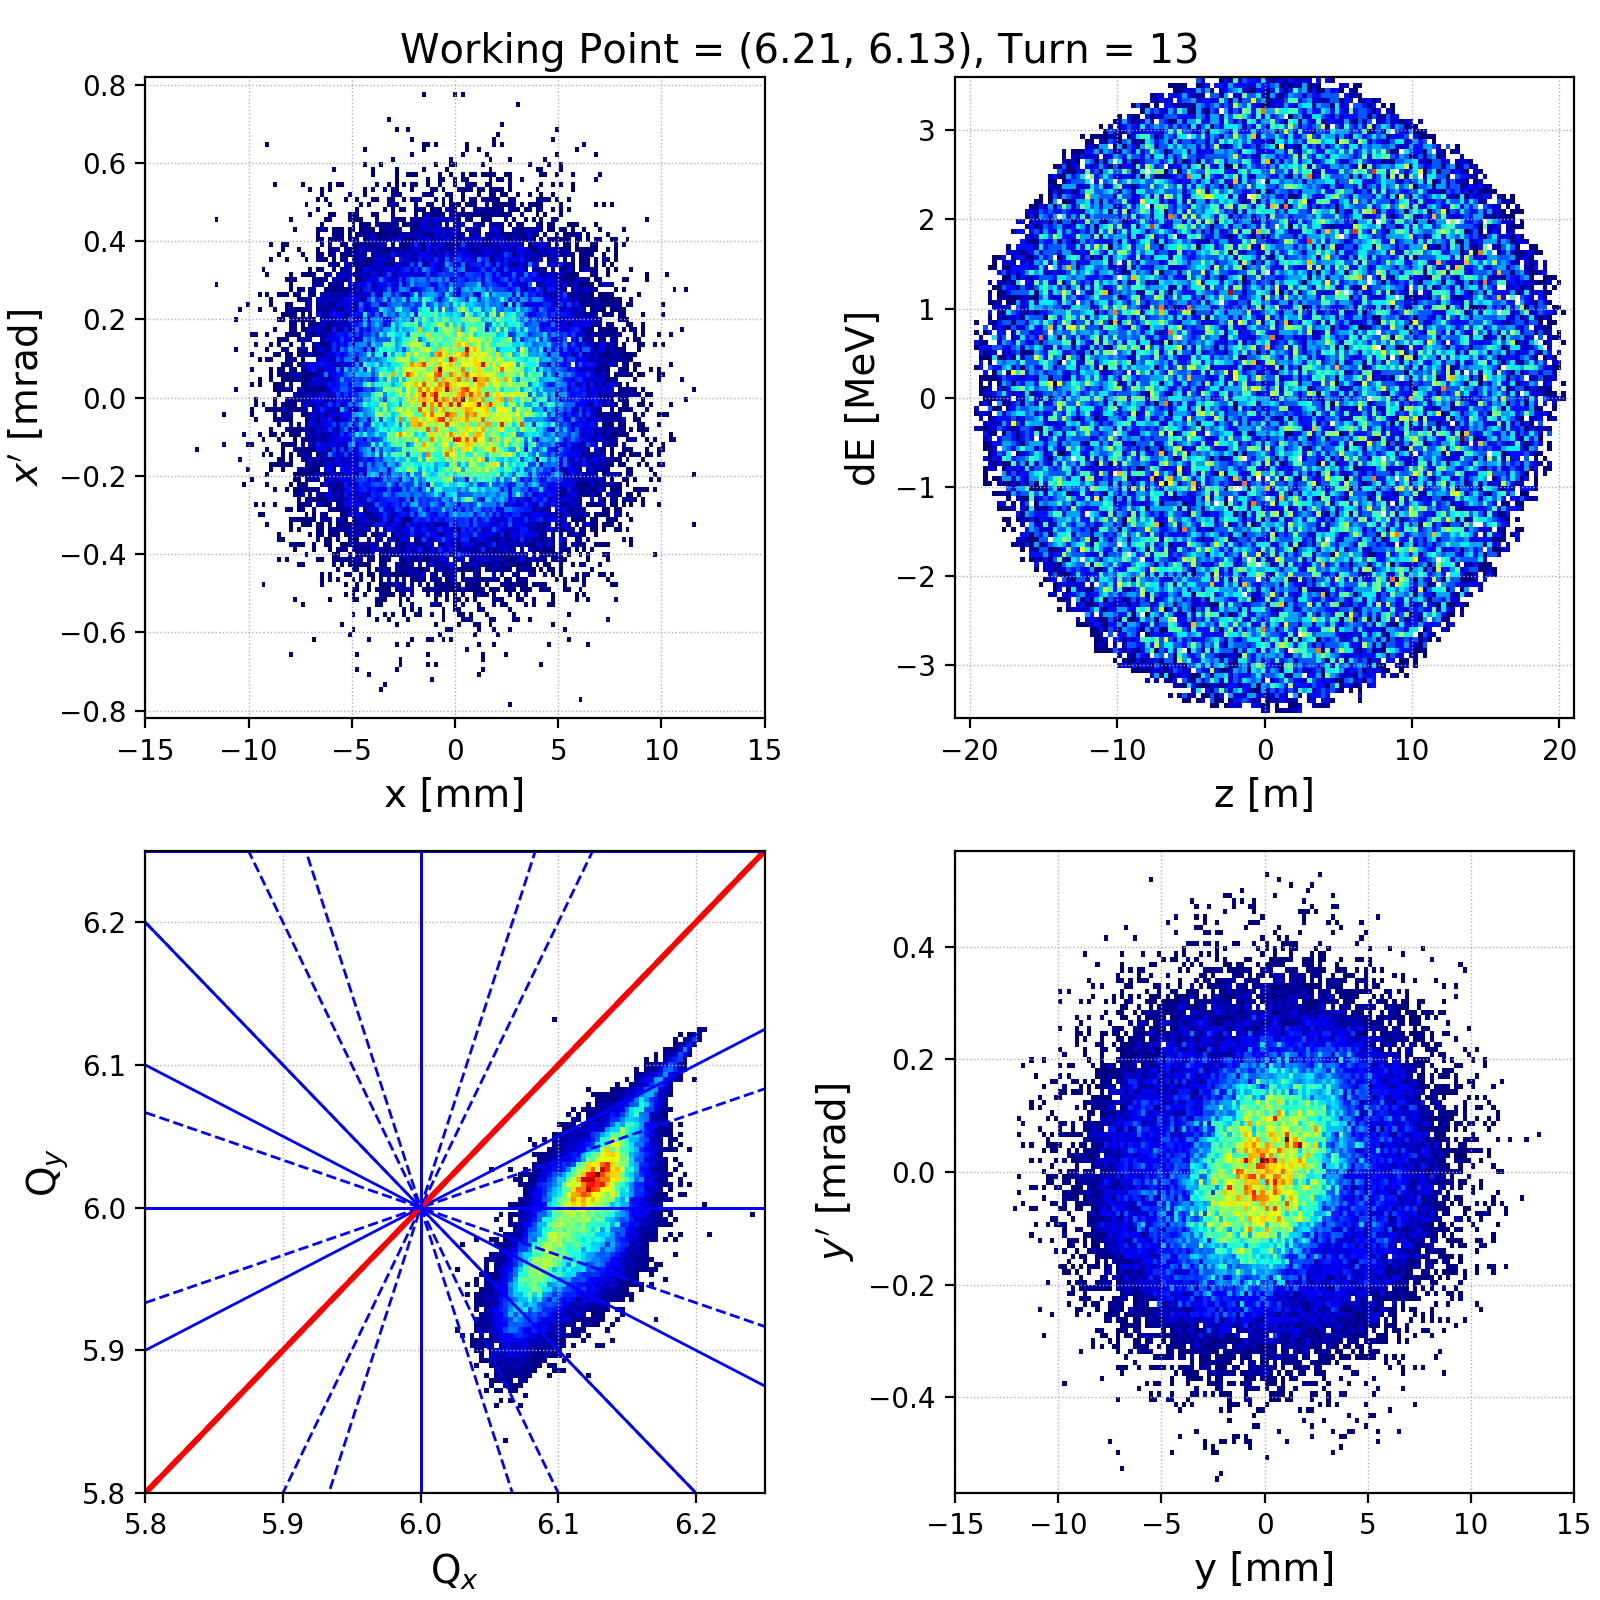 Working Point = (6.21, 6.13), Turn = 13
0.8
0.6
0.4
0.2
0.0
−0.2
−0.4
−0.6
−0.8
x′ [mrad]
−15 −10 −5 0 5 10 15
x [mm]
3
2
1
0
−1
−2
−3
dE [MeV]
−20 −10 0 10 20
z [m]
6.2
6.1
6.0
5.9
5.8
Qy
5.8 5.9 6.0 6.1 6.2
Qx
0.4
0.2
0.0
−0.2
−0.4
y′ [mrad]
−15 −10 −5 0 5 10 15
y [mm]